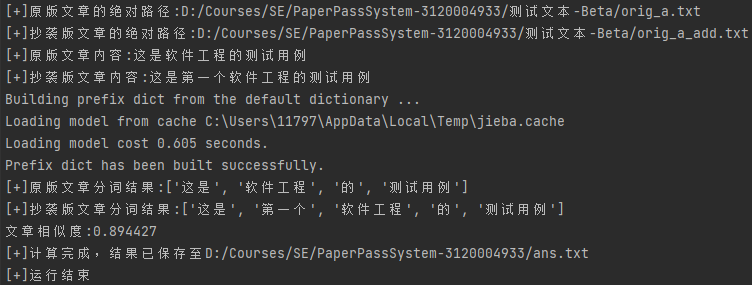 [+]原版文章的绝对路径:D:/Courses/SE/PaperPassSystem-3120004933/测试文本-Beta/orig_a.txt
[+]抄袭版文章的绝对路径:D:/Courses/SE/PaperPassSystem-3120004933/测试文本-Beta/orig_a_add.txt
[+]原版文章内容:这是软件工程的测试用例
[+]抄袭版文章内容:这是第一个软件工程的测试用例
Building prefix dict from the default dictionary ...
Loading model from cache C:\Users\11797\AppData\Local\Temp\jieba.cache
Loading model cost 0.605 seconds.
Prefix dict has been built successfully.
[+]原版文章分词结果:['这是', '软件工程', '的', '测试用例']
[+]抄袭版文章分词结果:['这是', '第一个', '软件工程', '的', '测试用例']
文章相似度:0.894427
[+]计算完成，结果已保存至D:/Courses/SE/PaperPassSystem-3120004933/ans.txt
[+]运行结束